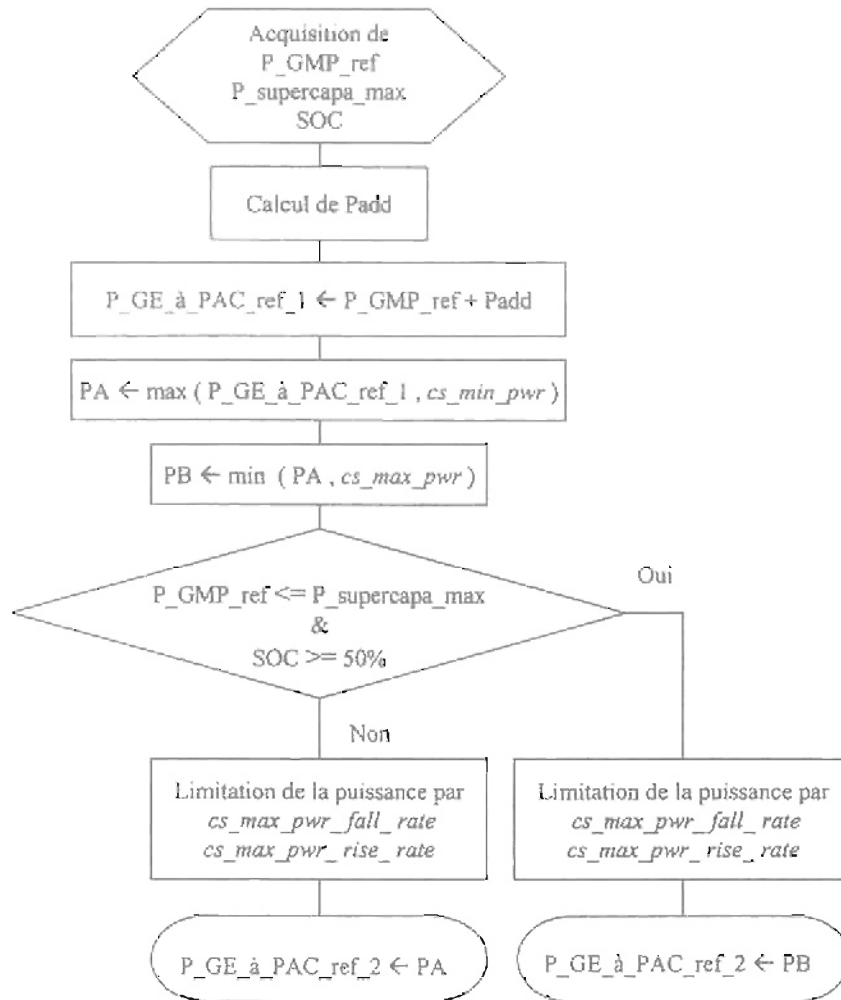 Acquisition de
P_GMP_ref
P_supercapa_max
SOC
Calcul de Padd
P_GE_à_PAC_ref_1 ← P_GMP_ref + Padd
PA ← max ( P_GE_à_PAC_ref_1 , cs_min_pwr )
PB ← min ( PA , cs_max_pwr )
P_GMP_ref <= P_supercapa_max
&
SOC >= 50%
Oui
Non
Limitation de la puissance par
cs_max_pwr_fall_rate
cs_max_pwr_rise_rate
Limitation de la puissance par
cs_max_pwr_fall_rate
cs_max_pwr_rise_rate
P_GE_à_PAC_ref_2 ← PA
P_GE_à_PAC_ref_2 ← PB